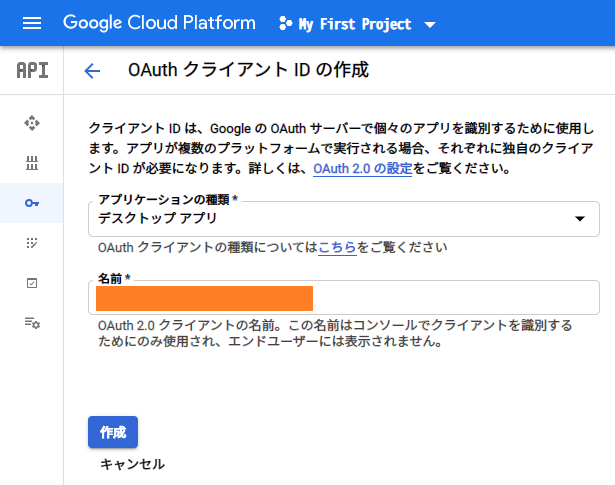 Google Cloud Platform My First Project
API OAuth クライアント ID の作成
クライアント ID は、Google の OAuth サーバーで個々のアプリを識別するために使用し
ます。アプリが複数のプラットフォームで実行される場合、それぞれに独自のクライア
ント ID が必要になります。詳しくは、OAuth 2.0 の設定をご覧ください。
アプリケーションの種類 *
デスクトップ アプリ
OAuth クライアントの種類についてはこちらをご覧ください
名前 *
OAuth 2.0 クライアントの名前。この名前はコンソールでクライアントを識別する
ためにのみ使用され、エンドユーザーには表示されません。
作成
キャンセル